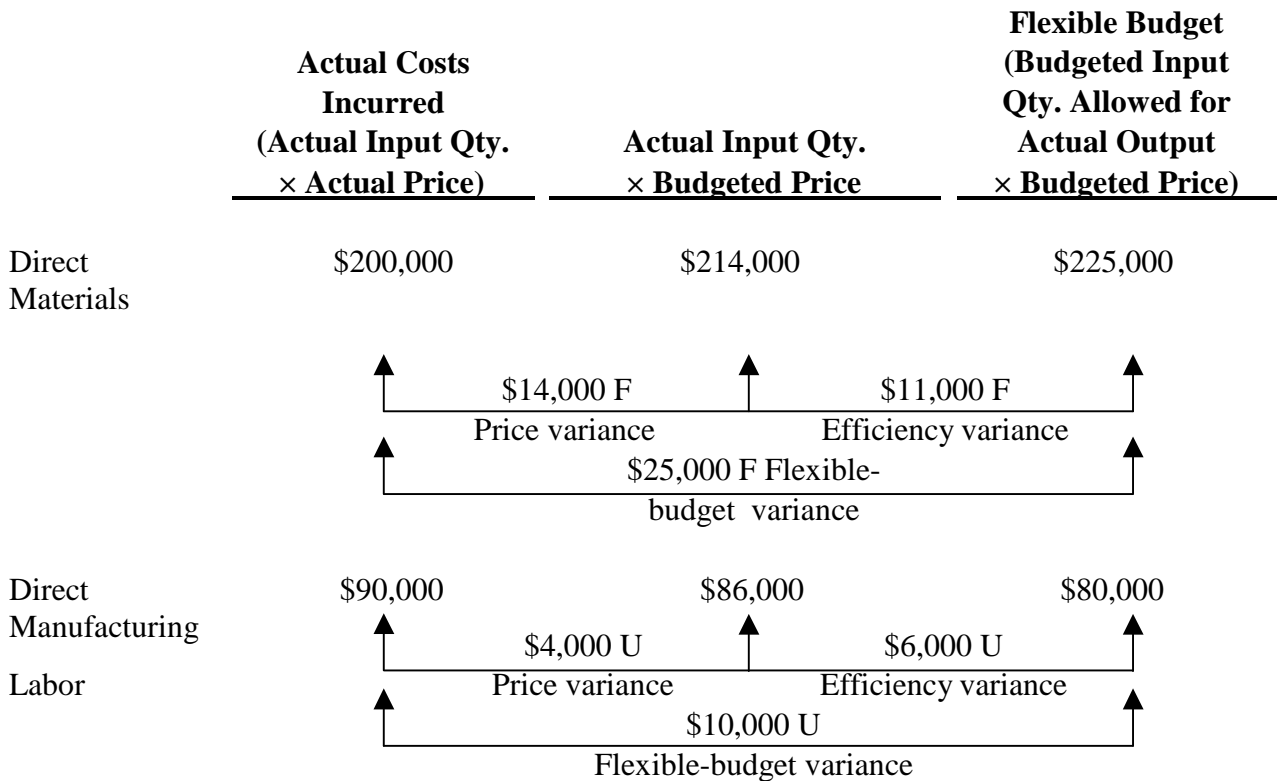 Flexible Budget
Actual Costs (Budgeted Input
Incurred Qty. Allowed for
(Actual Input Qty. Actual Input Qty. Actual Output
× Actual Price) × Budgeted Price × Budgeted Price)
Direct $200,000 $214,000 $225,000
Materials
$14,000 F $11,000 F
Price variance Efficiency variance
$25,000 F Flexible-
budget variance
Direct $90,000 $86,000 $80,000
Manufacturing
$4,000 U $6,000 U
Labor Price variance Efficiency variance
$10,000 U
Flexible-budget variance